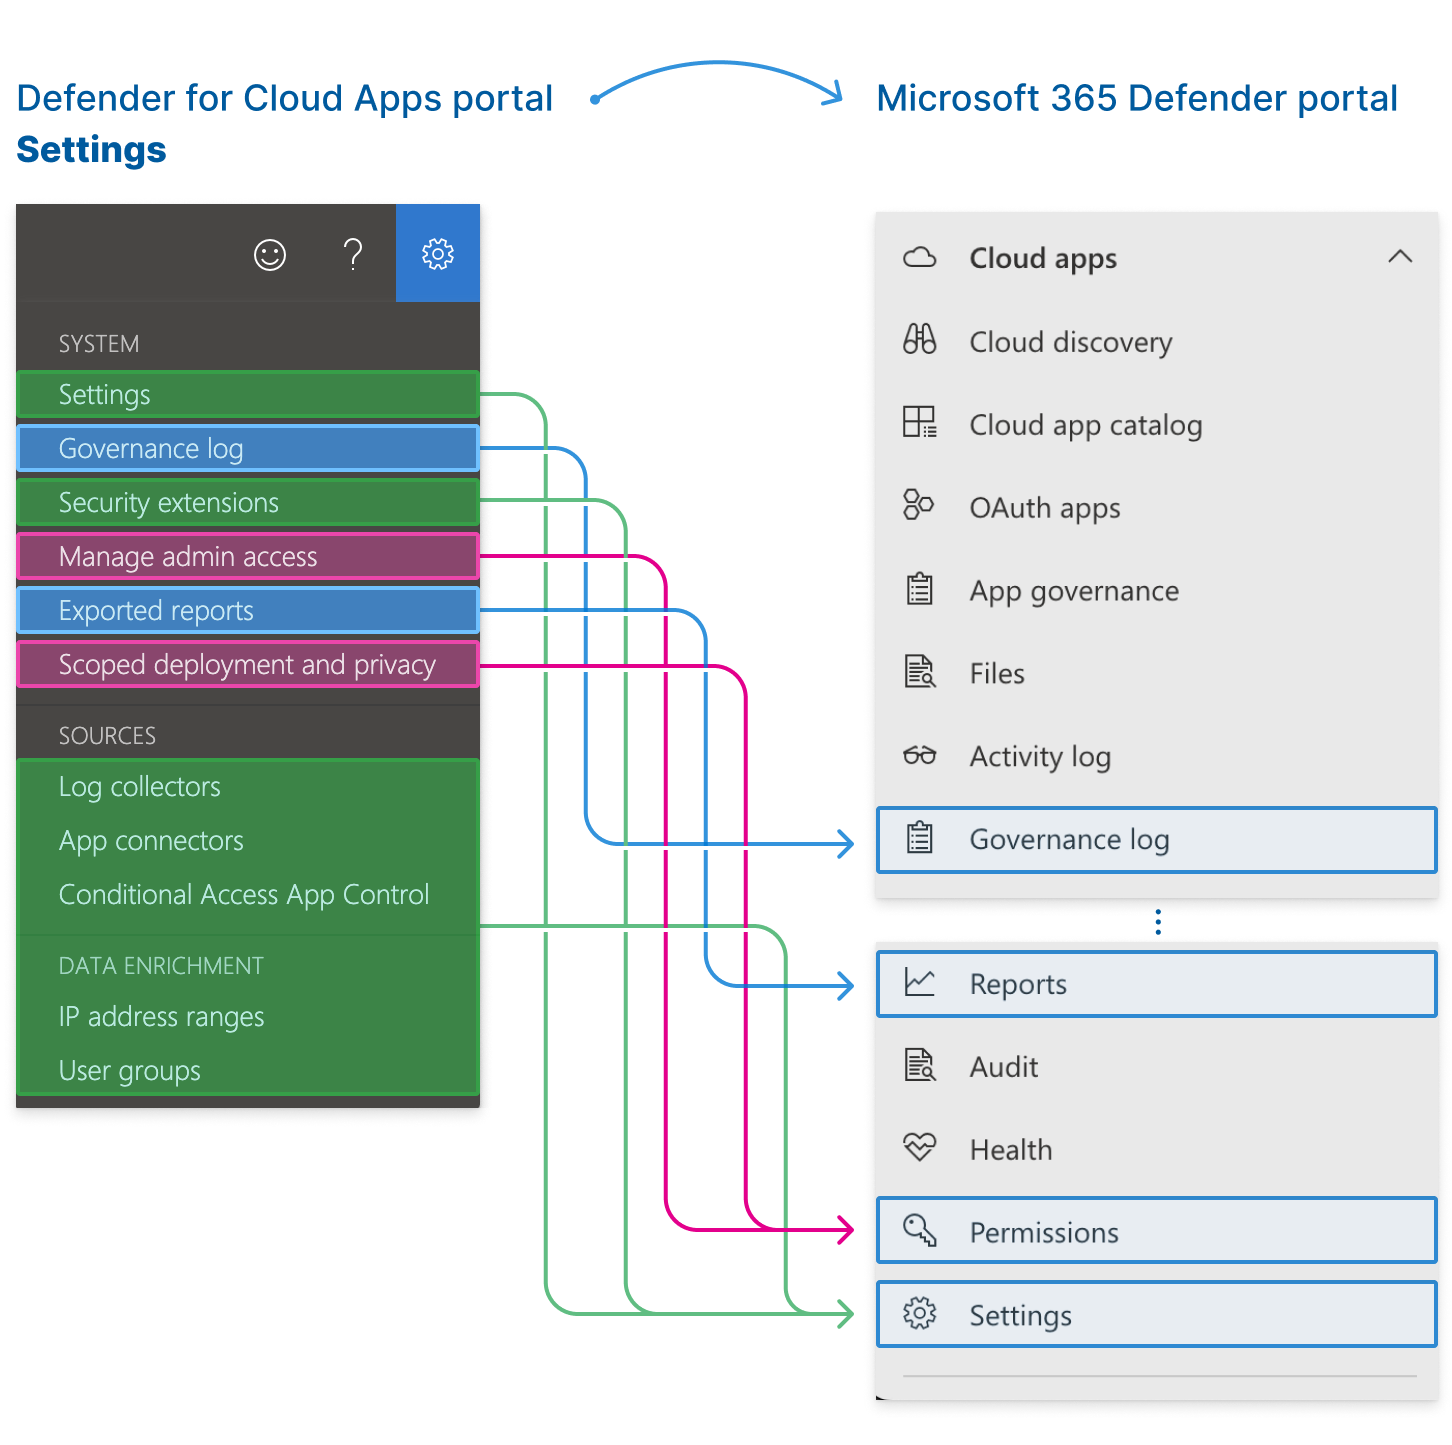 Defender for Cloud Apps portal
Settings
Microsoft 365 Defender portal
?
SYSTEM
Settings
Governance log
Security extensions
Manage admin access
Exported reports
Scoped deployment and privacy
SOURCES
Log collectors
App connectors
Conditional Access App Control
DATA ENRICHMENT
IP address ranges
User groups
Cloud apps
Cloud discovery
Cloud app catalog
OAuth apps
App governance
Files
Activity log
Governance log
Reports
Audit
Health
Permissions
Settings